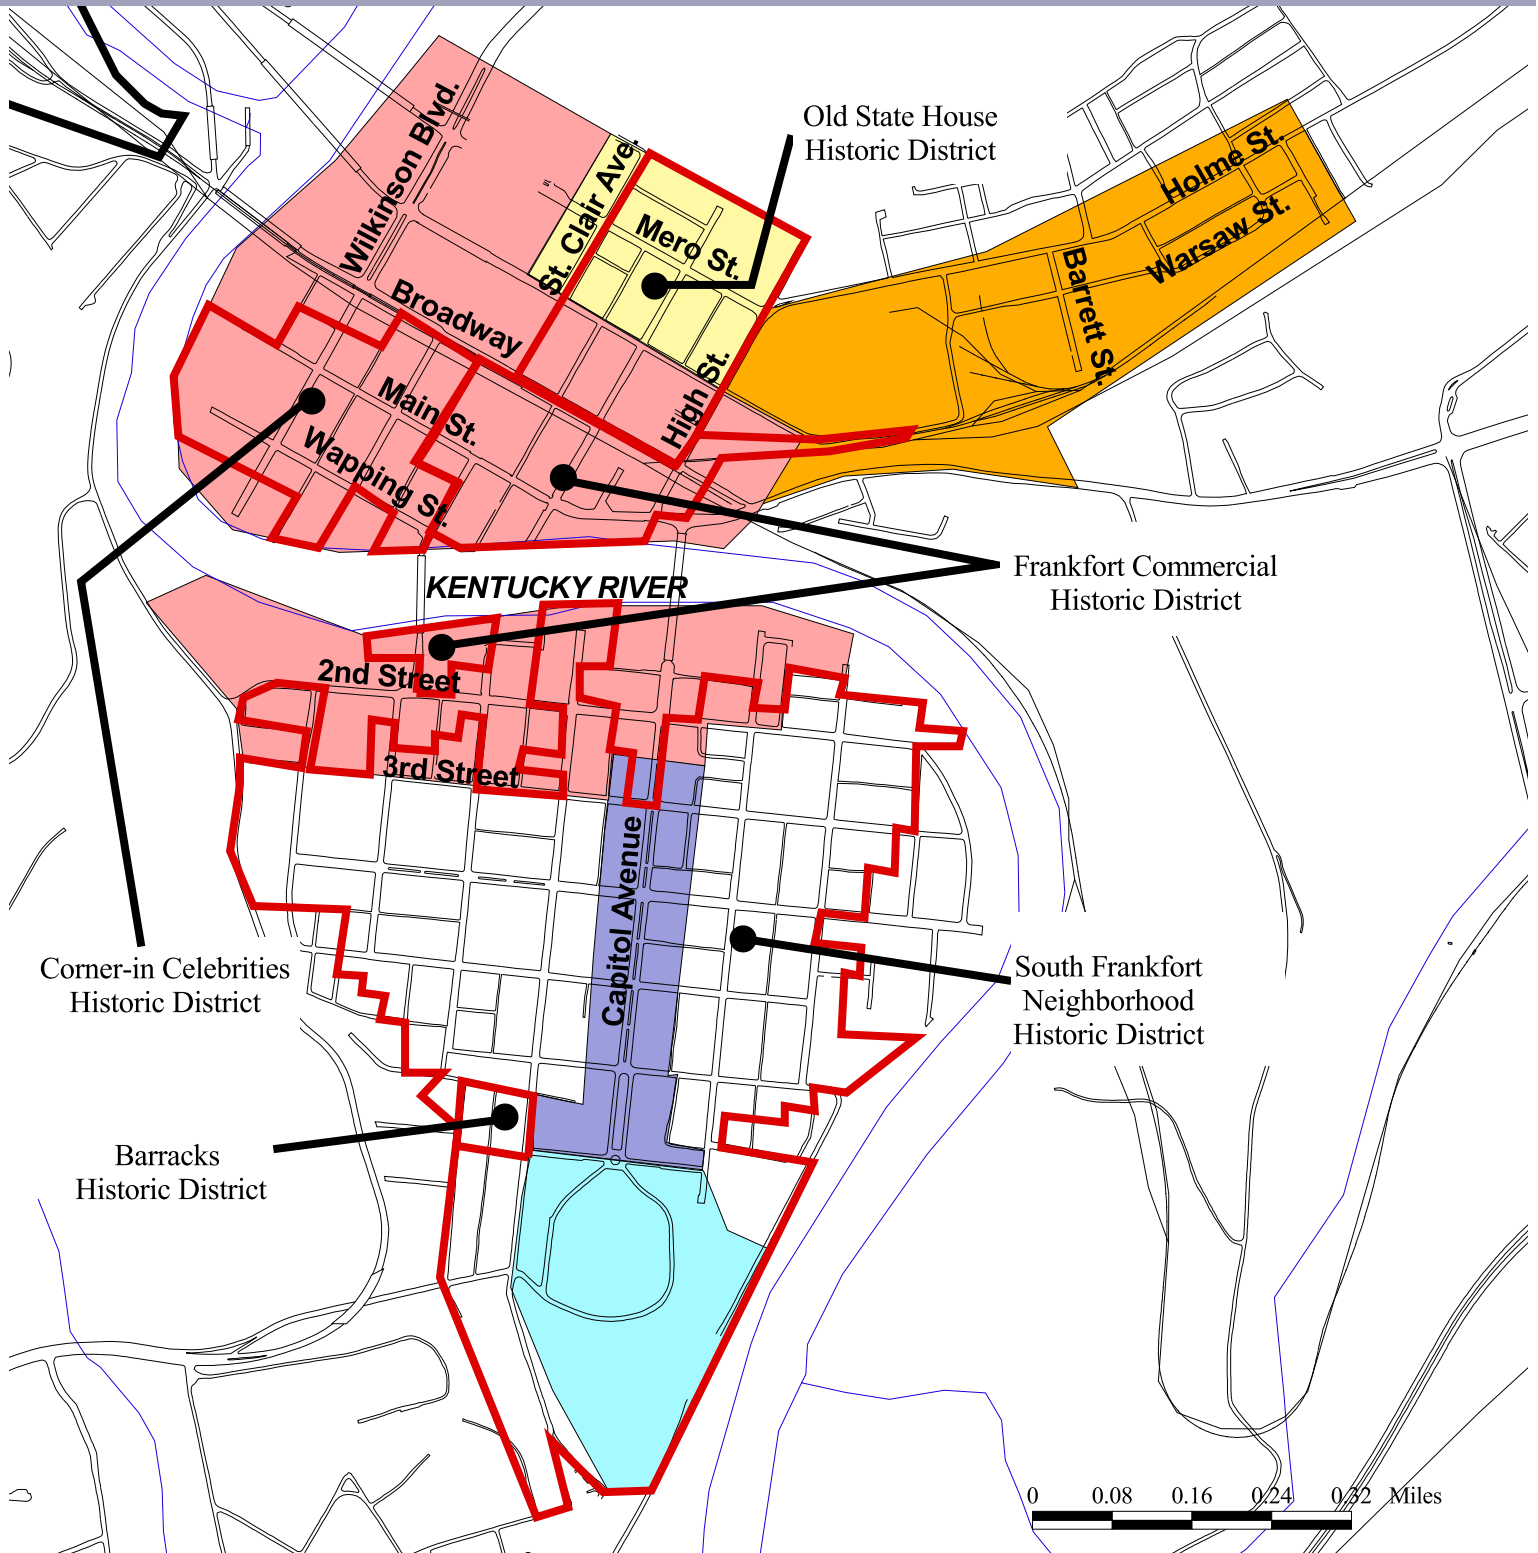 Old State House
Historic District
Wilkinson Blvd.
St. Clair Ave.
Mero St.
Holme St.
Warsaw St.
Barrett St.
Broadway
High St.
Main St.
Wapping St.
KENTUCKY RIVER
Frankfort Commercial
Historic District
2nd Street
3rd Street
Capitol Avenue
Corner-in Celebrities
Historic District
South Frankfort
Neighborhood
Historic District
Barracks
Historic District
0 0.08 0.16 0.24 0.32 Miles